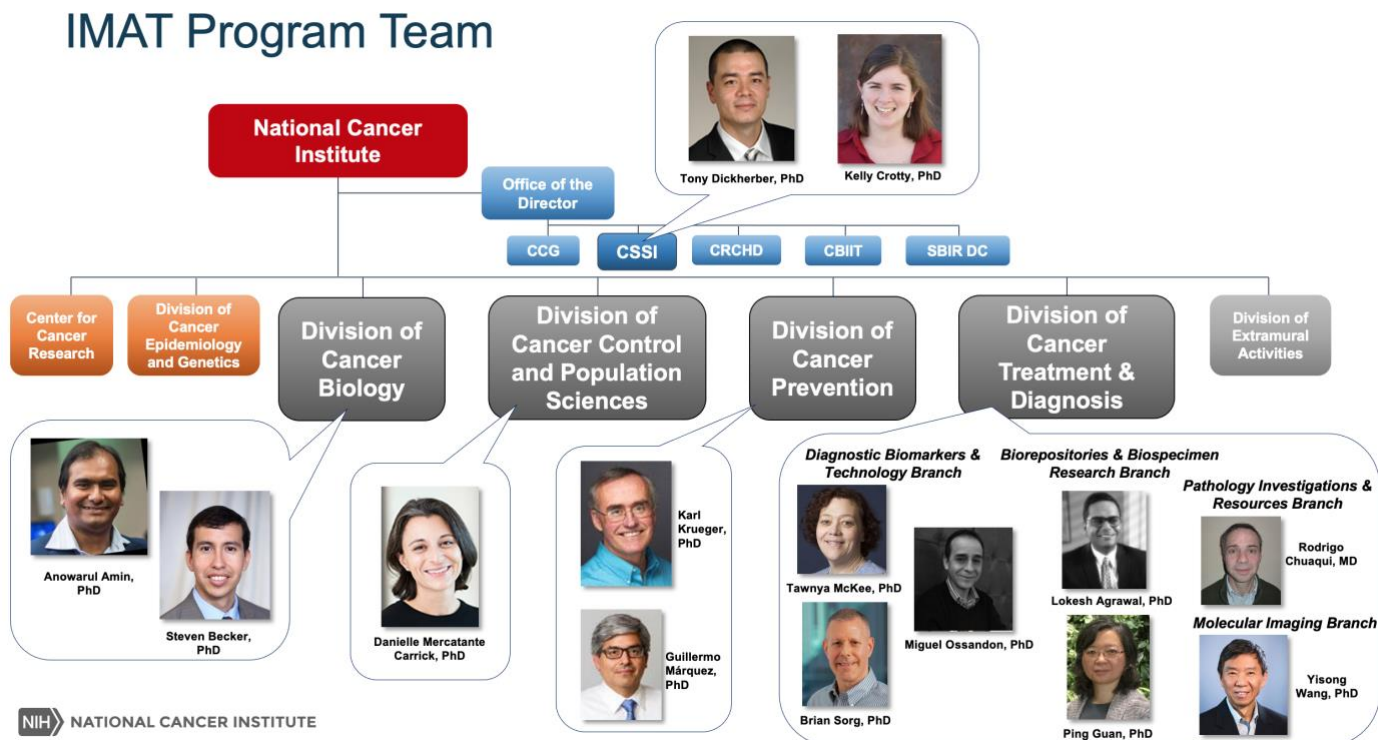 IMAT Program Team
Tony Dickherber, PhD
Kelly Crotty, PhD
National Cancer
Institute
Office of the
Director
CCG
CSSI
CRCHD
CBIIT
SBIR DC
Center for
Cancer
Research
Division of
Cancer
Epidemiology
and Genetics
Division of
Cancer
Biology
Division of
Cancer Control
and Population
Sciences
Division of
Cancer
Prevention
Division of
Cancer
Treatment &
Diagnosis
Division of
Extramural
Activities
Anowarul Amin,
PhD
Steven Becker,
PhD
Danielle Mercatante
Carrick, PhD
Karl
Krueger,
PhD
Guillermo
Márquez,
PhD
Diagnostic Biomarkers &
Technology Branch
Tawnya McKee, PhD
Miguel Ossandon, PhD
Brian Sorg, PhD
Biorepositories & Biospecimen
Research Branch
Lokesh Agrawal, PhD
Ping Guan, PhD
Pathology Investigations &
Resources Branch
Rodrigo
Chuaqui, MD
Molecular Imaging Branch
Yisong
Wang, PhD
NIH NATIONAL CANCER INSTITUTE